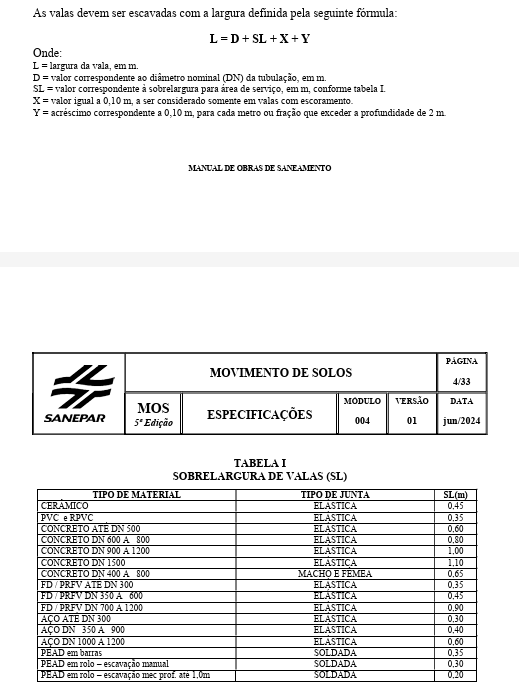 As valas devem ser escavadas com a largura definida pela seguinte fórmula:
L = D + SL + X + Y
Onde:
L = largura da vala, em m.
D = valor correspondente ao diâmetro nominal (DN) da tubulação, em m.
SL = valor correspondente à sobrelargura para área de serviço, em m, conforme tabela I.
X = valor igual a 0,10 m, a ser considerado somente em valas com escoramento.
Y = acréscimo correspondente a 0,10 m, para cada metro ou fração que exceder a profundidade de 2 m.
MANUAL DE OBRAS DE SANEAMENTO
SANEPAR
MOVIMENTO DE SOLOS
PÁGINA
4/33
MOS
5ª Edição
ESPECIFICAÇÕES
MÓDULO
004
VERSÃO
01
DATA
jun/2024
TABELA I
SOBRELARGURA DE VALAS (SL)
TIPO DE MATERIAL TIPO DE JUNTA SL(m)
CERÂMICO ELÁSTICA 0,45
PVC e RPVC ELÁSTICA 0,35
CONCRETO ATÉ DN 500 ELÁSTICA 0,60
CONCRETO DN 600 A 800 ELÁSTICA 0,80
CONCRETO DN 900 A 1200 ELÁSTICA 1,00
CONCRETO DN 1500 ELÁSTICA 1,10
CONCRETO DN 400 A 800 MACHO E FÊMEA 0,65
FD / PRFV ATÉ DN 300 ELÁSTICA 0,35
FD / PRFV DN 350 A 600 ELÁSTICA 0,45
FD / PRFV DN 700 A 1200 ELÁSTICA 0,90
AÇO ATÉ DN 300 ELÁSTICA 0,30
AÇO DN 350 A 900 ELÁSTICA 0,40
AÇO DN 1000 A 1200 ELÁSTICA 0,60
PEAD em barras SOLDADA 0,35
PEAD em rolo – escavação manual SOLDADA 0,30
PEAD em rolo – escavação mec prof. até 1,0m SOLDADA 0,20